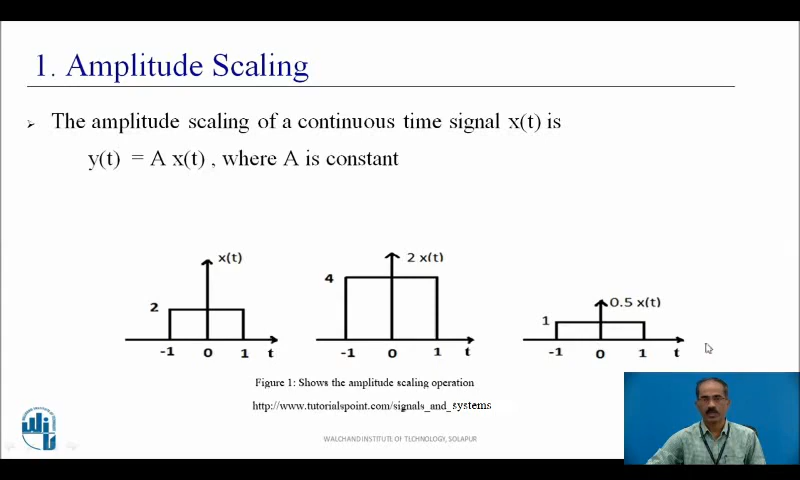 1. Amplitude Scaling
➢ The amplitude scaling of a continuous time signal x(t) is
y(t) = A x(t) , where A is constant
x(t)
2
-1 0 1 t
2 x(t)
4
-1 0 1 t
0.5 x(t)
1
-1 0 1 t
Figure 1: Shows the amplitude scaling operation
http://www.tutorialspoint.com/signals_and_systems
WALCHAND INSTITUTE OF TECHNOLOGY, SOLAPUR